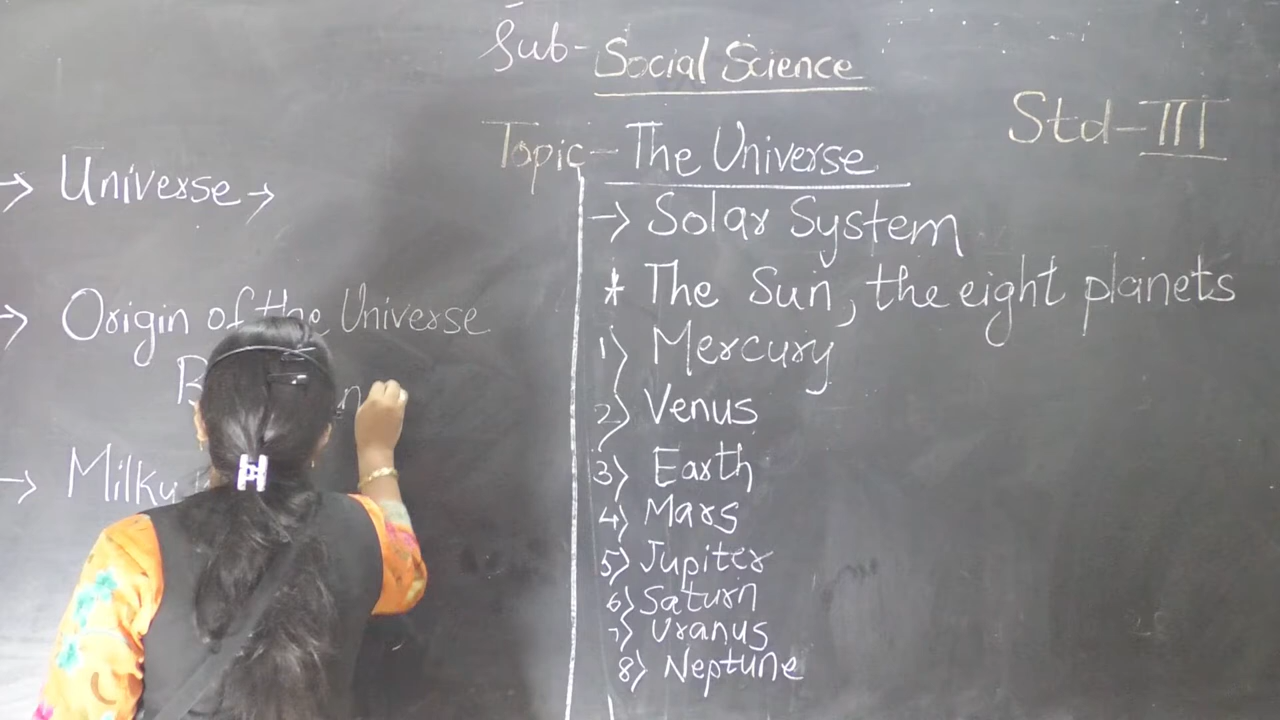 Sub- Social Science
Std-III
Topic- The Universe
→ Universe →
→ Origin of the Universe
→ Milky
→ Solar System
* The Sun, the eight planets
1) Mercury
2) Venus
3) Earth
4) Mars
5) Jupiter
6) Saturn
7) Uranus
8) Neptune